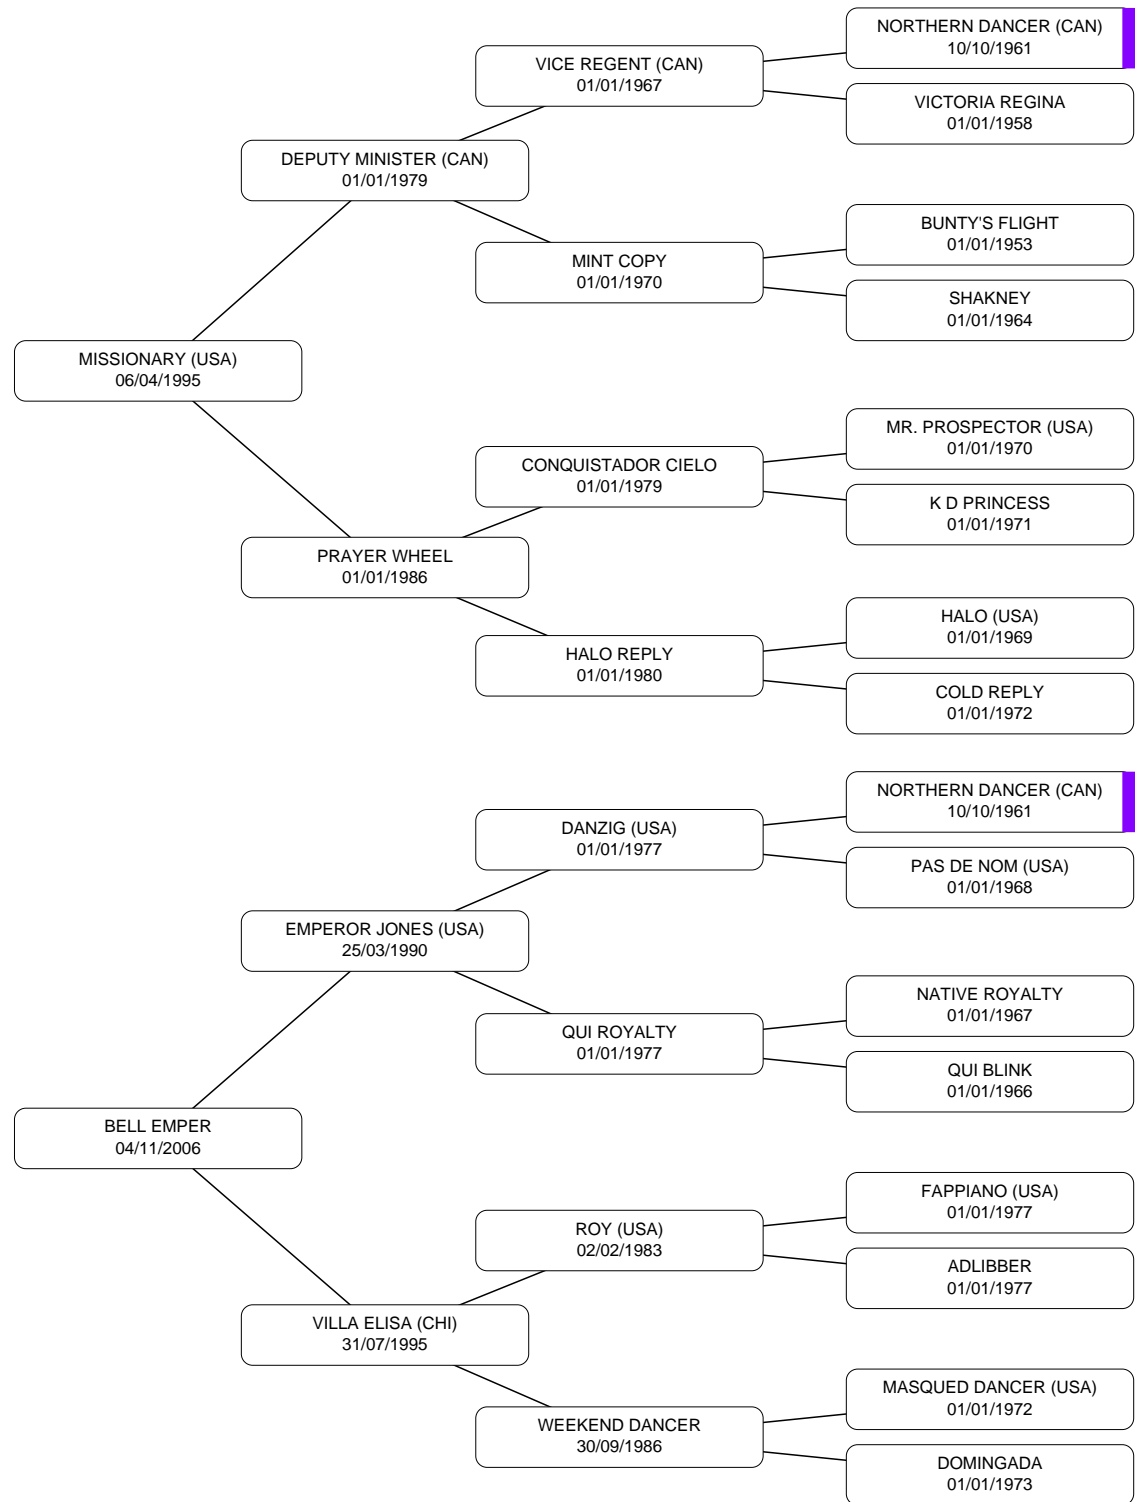 NORTHERN DANCER (CAN)
10/10/1961
VICE REGENT (CAN)
01/01/1967
VICTORIA REGINA
01/01/1958
DEPUTY MINISTER (CAN)
01/01/1979
BUNTY'S FLIGHT
01/01/1953
MINT COPY
01/01/1970
SHAKNEY
01/01/1964
MISSIONARY (USA)
06/04/1995
MR. PROSPECTOR (USA)
01/01/1970
CONQUISTADOR CIELO
01/01/1979
K D PRINCESS
01/01/1971
PRAYER WHEEL
01/01/1986
HALO (USA)
01/01/1969
HALO REPLY
01/01/1980
COLD REPLY
01/01/1972
NORTHERN DANCER (CAN)
10/10/1961
DANZIG (USA)
01/01/1977
PAS DE NOM (USA)
01/01/1968
EMPEROR JONES (USA)
25/03/1990
NATIVE ROYALTY
01/01/1967
QUI ROYALTY
01/01/1977
QUI BLINK
01/01/1966
BELL EMPER
04/11/2006
FAPPIANO (USA)
01/01/1977
ROY (USA)
02/02/1983
ADLIBBER
01/01/1977
VILLA ELISA (CHI)
31/07/1995
MASQUED DANCER (USA)
01/01/1972
WEEKEND DANCER
30/09/1986
DOMINGADA
01/01/1973